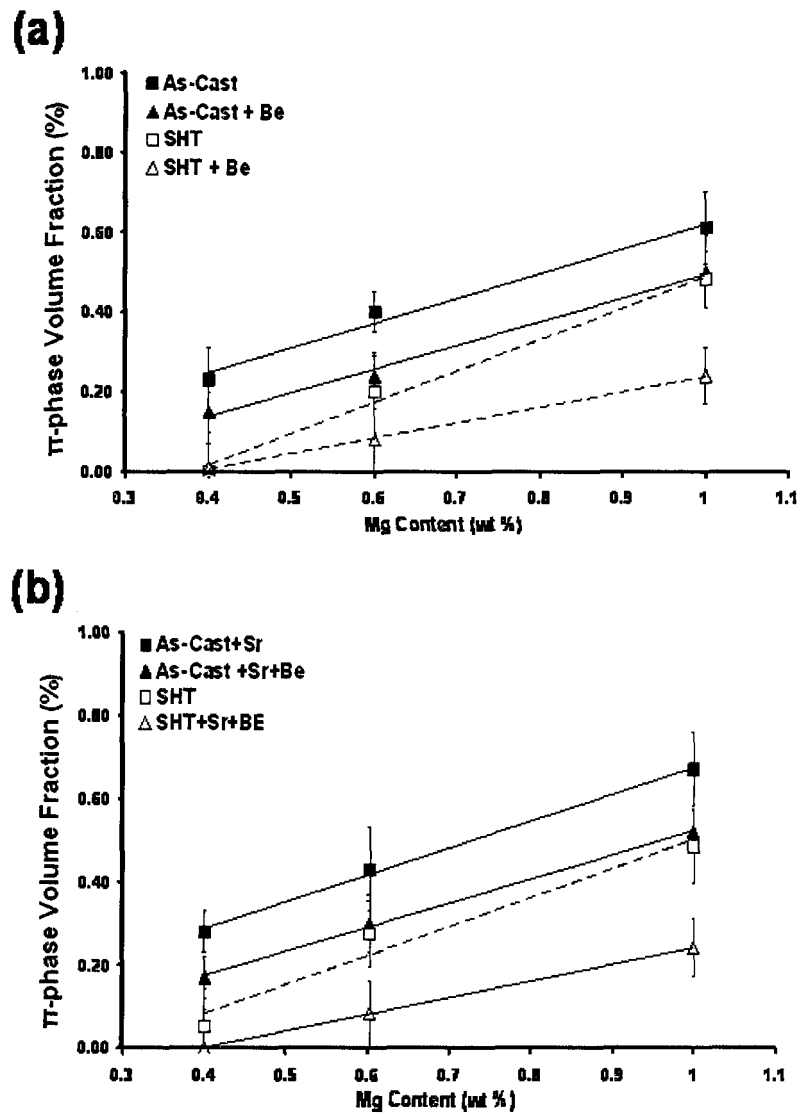 (a)
π-phase Volume Fraction (%)
1.00
0.80
0.60
0.40
0.20
0.00
■ As-Cast
▲ As-Cast + Be
□ SHT
△ SHT + Be
0.3 0.4 0.5 0.6 0.7 0.8 0.9 1 1.1
Mg Content (wt %)
(b)
π-phase Volume Fraction (%)
1.00
0.80
0.60
0.40
0.20
0.00
■ As-Cast+Sr
▲ As-Cast +Sr+Be
□ SHT
△ SHT+Sr+BE
0.3 0.4 0.5 0.6 0.7 0.8 0.9 1 1.1
Mg Content (wt %)